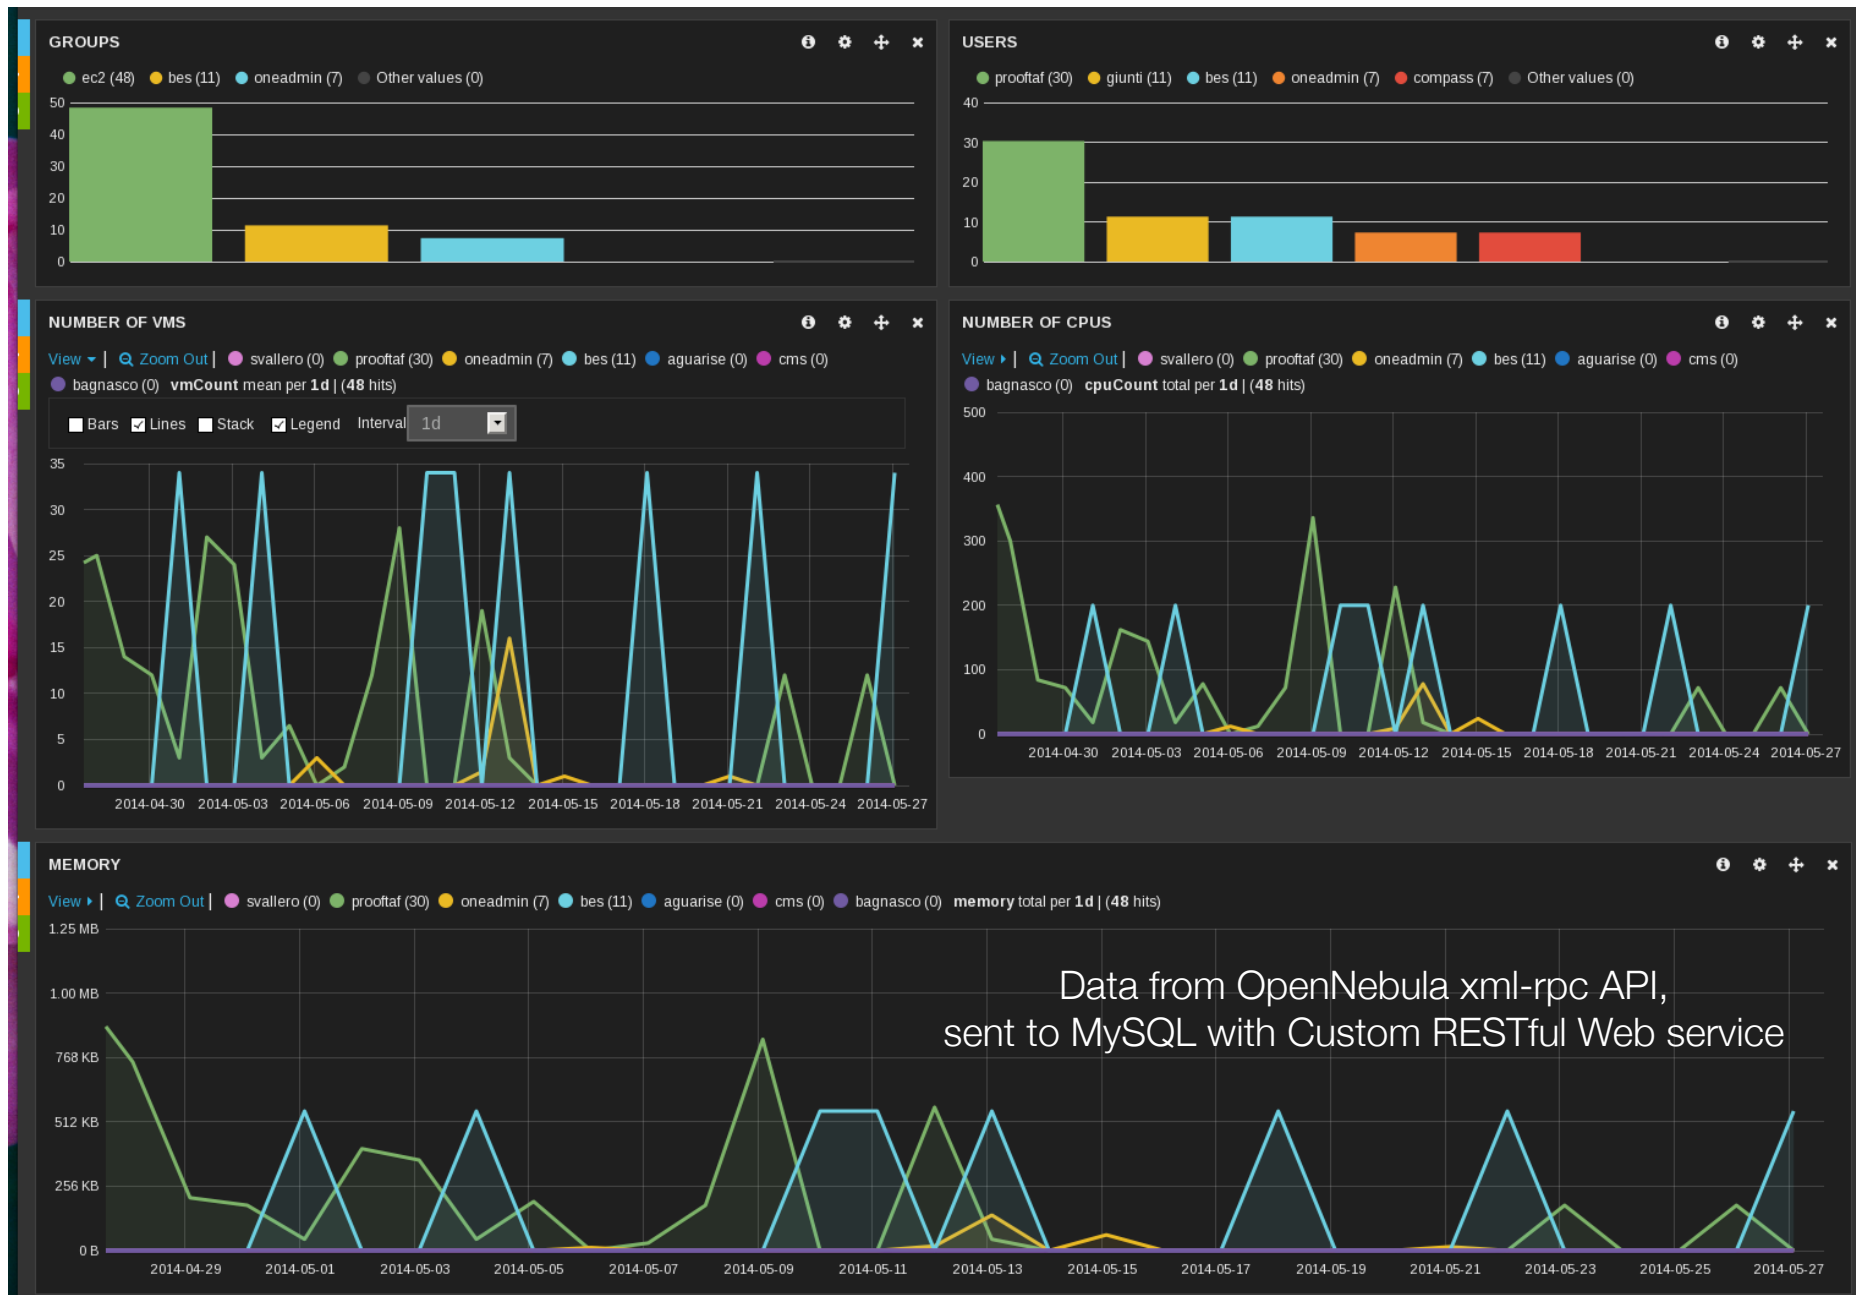 GROUPS
ec2 (48) bes (11) oneadmin (7) Other values (0)
50
40
30
20
10
0
USERS
prooftaf (30) giunti (11) bes (11) oneadmin (7) compass (7) Other values (0)
40
30
20
10
0
NUMBER OF VMS
View | Zoom Out | svallero (0) prooftaf (30) oneadmin (7) bes (11) aguarise (0) cms (0)
bagnasco (0) vmCount mean per 1d | (48 hits)
Bars Lines Stack Legend Interval 1d
35
30
25
20
15
10
5
0
2014-04-30 2014-05-03 2014-05-06 2014-05-09 2014-05-12 2014-05-15 2014-05-18 2014-05-21 2014-05-24 2014-05-27
NUMBER OF CPUS
View | Zoom Out | svallero (0) prooftaf (30) oneadmin (7) bes (11) aguarise (0) cms (0)
bagnasco (0) cpuCount total per 1d | (48 hits)
500
400
300
200
100
0
2014-04-30 2014-05-03 2014-05-06 2014-05-09 2014-05-12 2014-05-15 2014-05-18 2014-05-21 2014-05-24 2014-05-27
MEMORY
View | Zoom Out | svallero (0) prooftaf (30) oneadmin (7) bes (11) aguarise (0) cms (0) bagnasco (0) memory total per 1d | (48 hits)
1.25 MB
1.00 MB
768 KB
512 KB
256 KB
0 B
Data from OpenNebula xml-rpc API,
sent to MySQL with Custom RESTful Web service
2014-04-29 2014-05-01 2014-05-03 2014-05-05 2014-05-07 2014-05-09 2014-05-11 2014-05-13 2014-05-15 2014-05-17 2014-05-19 2014-05-21 2014-05-23 2014-05-25 2014-05-27